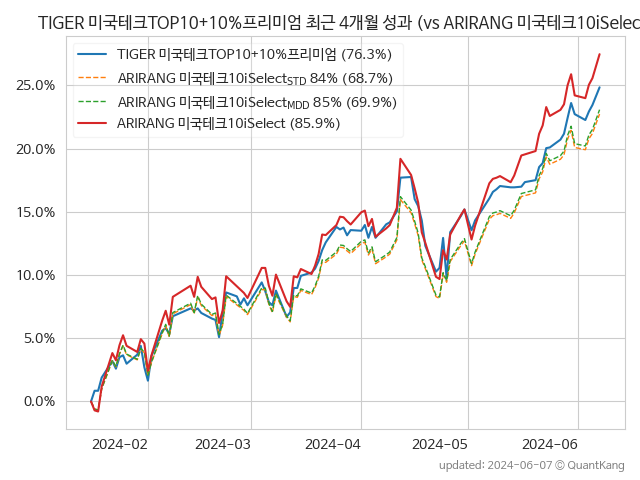 TIGER 미국테크TOP10+10%프리미엄 최근 4개월 성과 (vs ARIRANG 미국테크10iSelec
TIGER 미국테크TOP10+10%프리미엄 (76.3%)
ARIRANG 미국테크10iSelectSTD 84% (68.7%)
ARIRANG 미국테크10iSelectMDD 85% (69.9%)
ARIRANG 미국테크10iSelect (85.9%)
25.0%
20.0%
15.0%
10.0%
5.0%
0.0%
2024-02 2024-03 2024-04 2024-05 2024-06
updated: 2024-06-07 © QuantKang